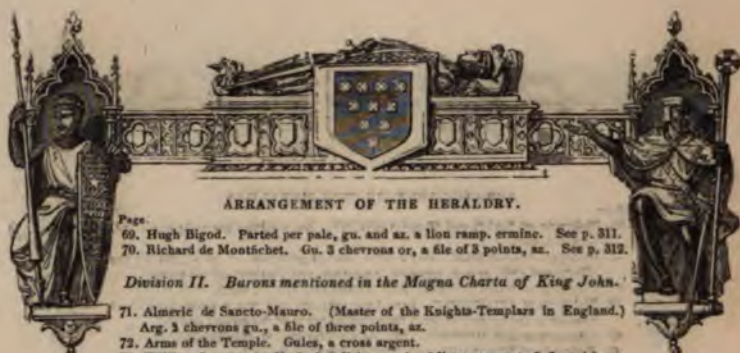 ARRANGEMENT OF THE HERALDRY.
Page.
69. Hugh Bigod. Parted per pale, gu. and az. a lion ramp. ermine. See p. 311.
70. Richard de Montfichet. Gu. 3 chevrons or, a file of 3 points, az. See p. 312.
Division II. Barons mentioned in the Magna Charta of King John.
71. Almeric de Sancto-Mauro. (Master of the Knights-Templars in England.)
Arg. 2 chevrons gu., a file of three points, az.
72. Arms of the Temple. Gules, a cross argent.